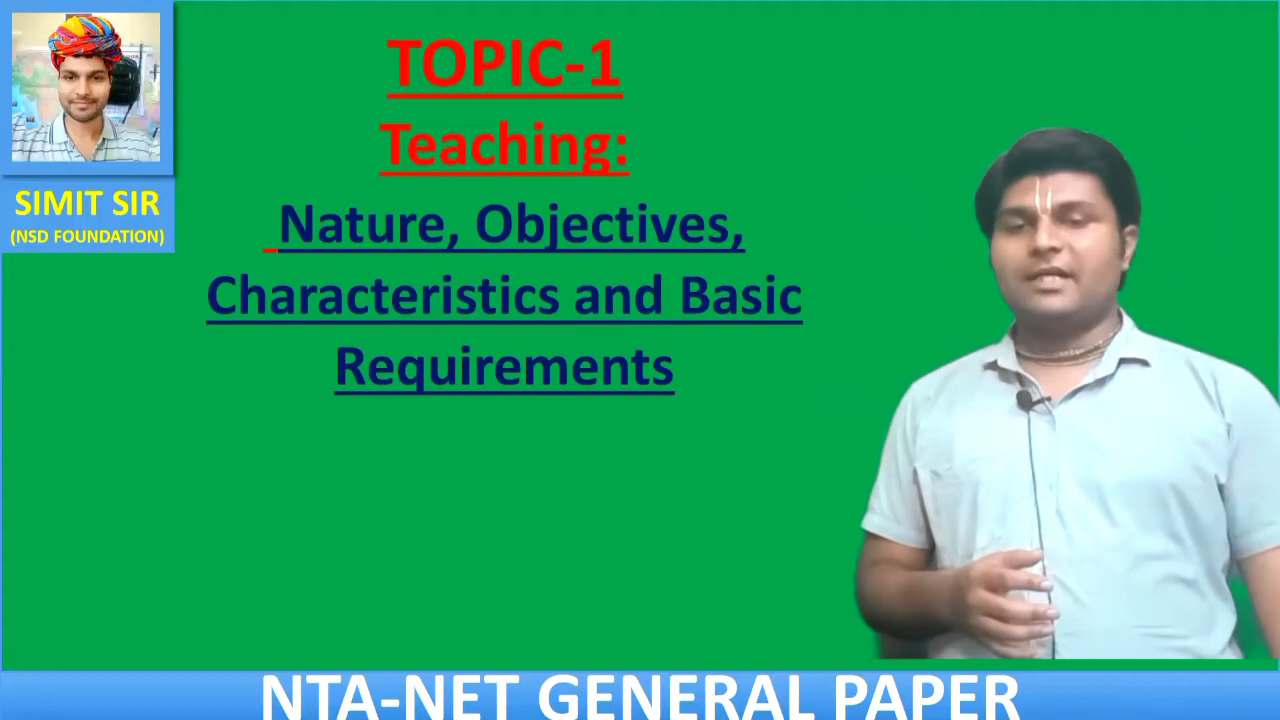 SIMIT SIR
(NSD FOUNDATION)
TOPIC-1
Teaching:
Nature, Objectives,
Characteristics and Basic
Requirements
NTA-NET GENERAL PAPER